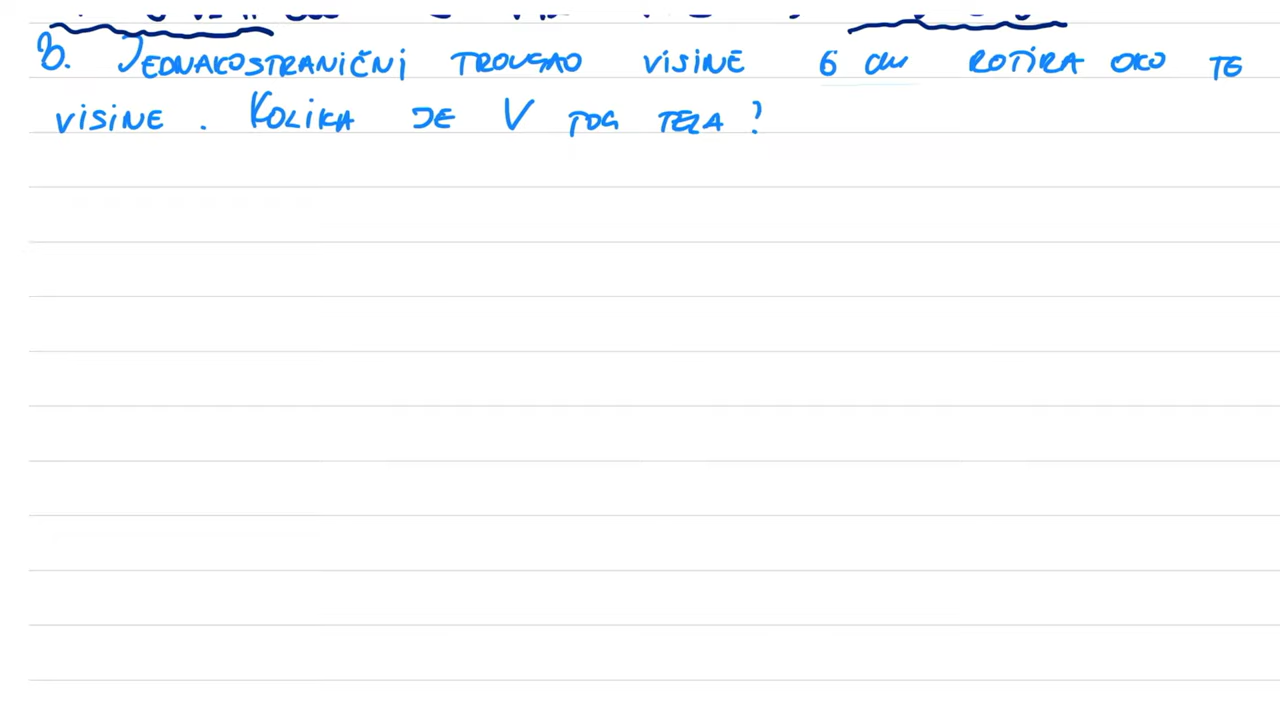 8. JEDNAKOSTRANIČNI TROUGAO VISINE 6 cm ROTIRA OKO TE
VISINE. KOLIKA JE V TOG TELA?